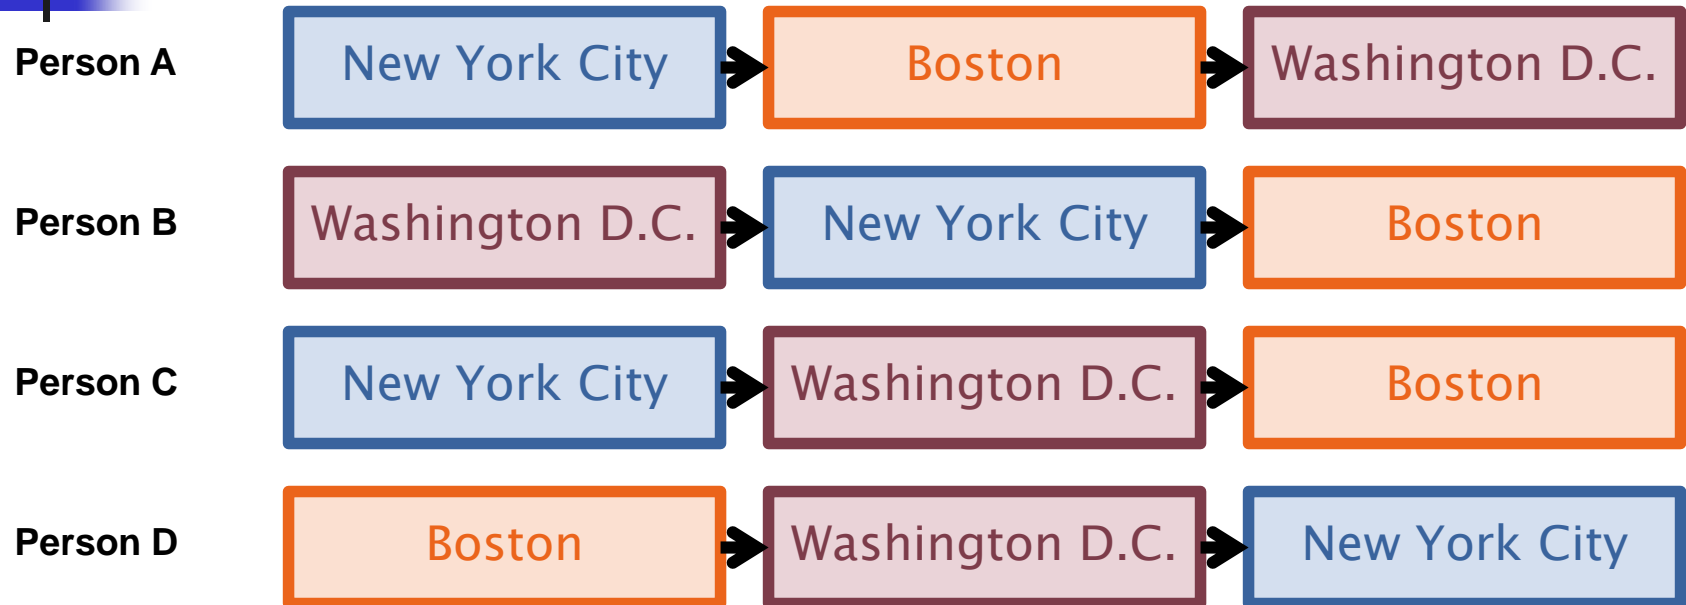 Person A New York City Boston Washington D.C.
Person B Washington D.C. New York City Boston
Person C New York City Washington D.C. Boston
Person D Boston Washington D.C. New York City